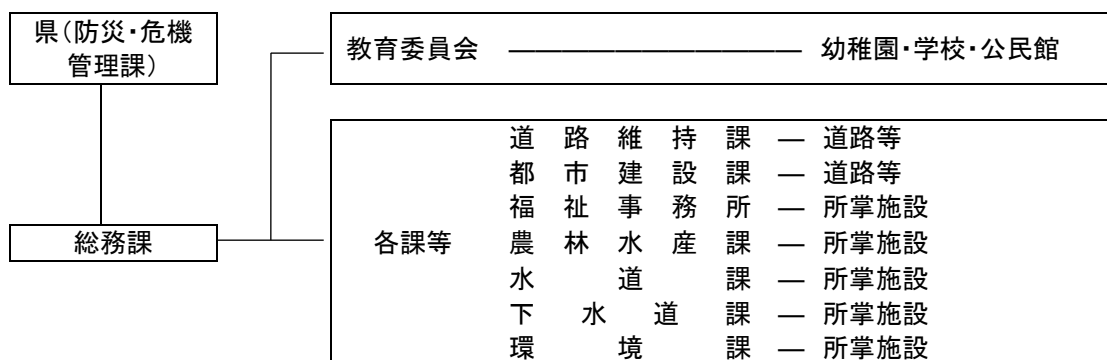 県(防災・危機
管理課)
教育委員会 ――――――――――― 幼稚園・学校・公民館
道路維持課 ― 道路等
都市建設課 ― 道路等
福祉事務所 ― 所掌施設
総務課
各課等
農林水産課 ― 所掌施設
水道課 ― 所掌施設
下水道課 ― 所掌施設
環境課 ― 所掌施設